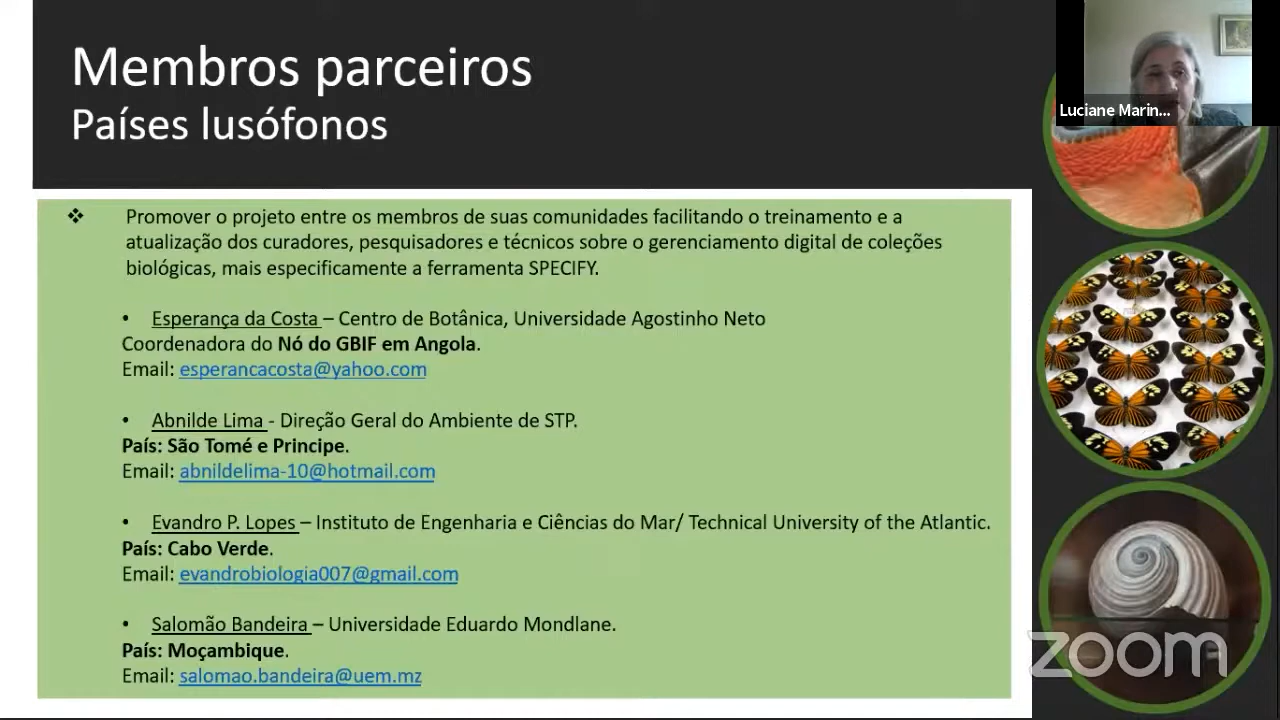 Membros parceiros
Países lusófonos
Luciane Marin...
❖ Promover o projeto entre os membros de suas comunidades facilitando o treinamento e a
atualização dos curadores, pesquisadores e técnicos sobre o gerenciamento digital de coleções
biológicas, mais especificamente a ferramenta SPECIFY.
• Esperança da Costa – Centro de Botânica, Universidade Agostinho Neto
Coordenadora do Nó do GBIF em Angola.
Email: esperancacosta@yahoo.com
• Abnilde Lima - Direção Geral do Ambiente de STP.
País: São Tomé e Principe.
Email: abnildelima-10@hotmail.com
• Evandro P. Lopes – Instituto de Engenharia e Ciências do Mar/ Technical University of the Atlantic.
País: Cabo Verde.
Email: evandrobiologia007@gmail.com
• Salomão Bandeira – Universidade Eduardo Mondlane.
País: Moçambique.
Email: salomao.bandeira@uem.mz
zoom